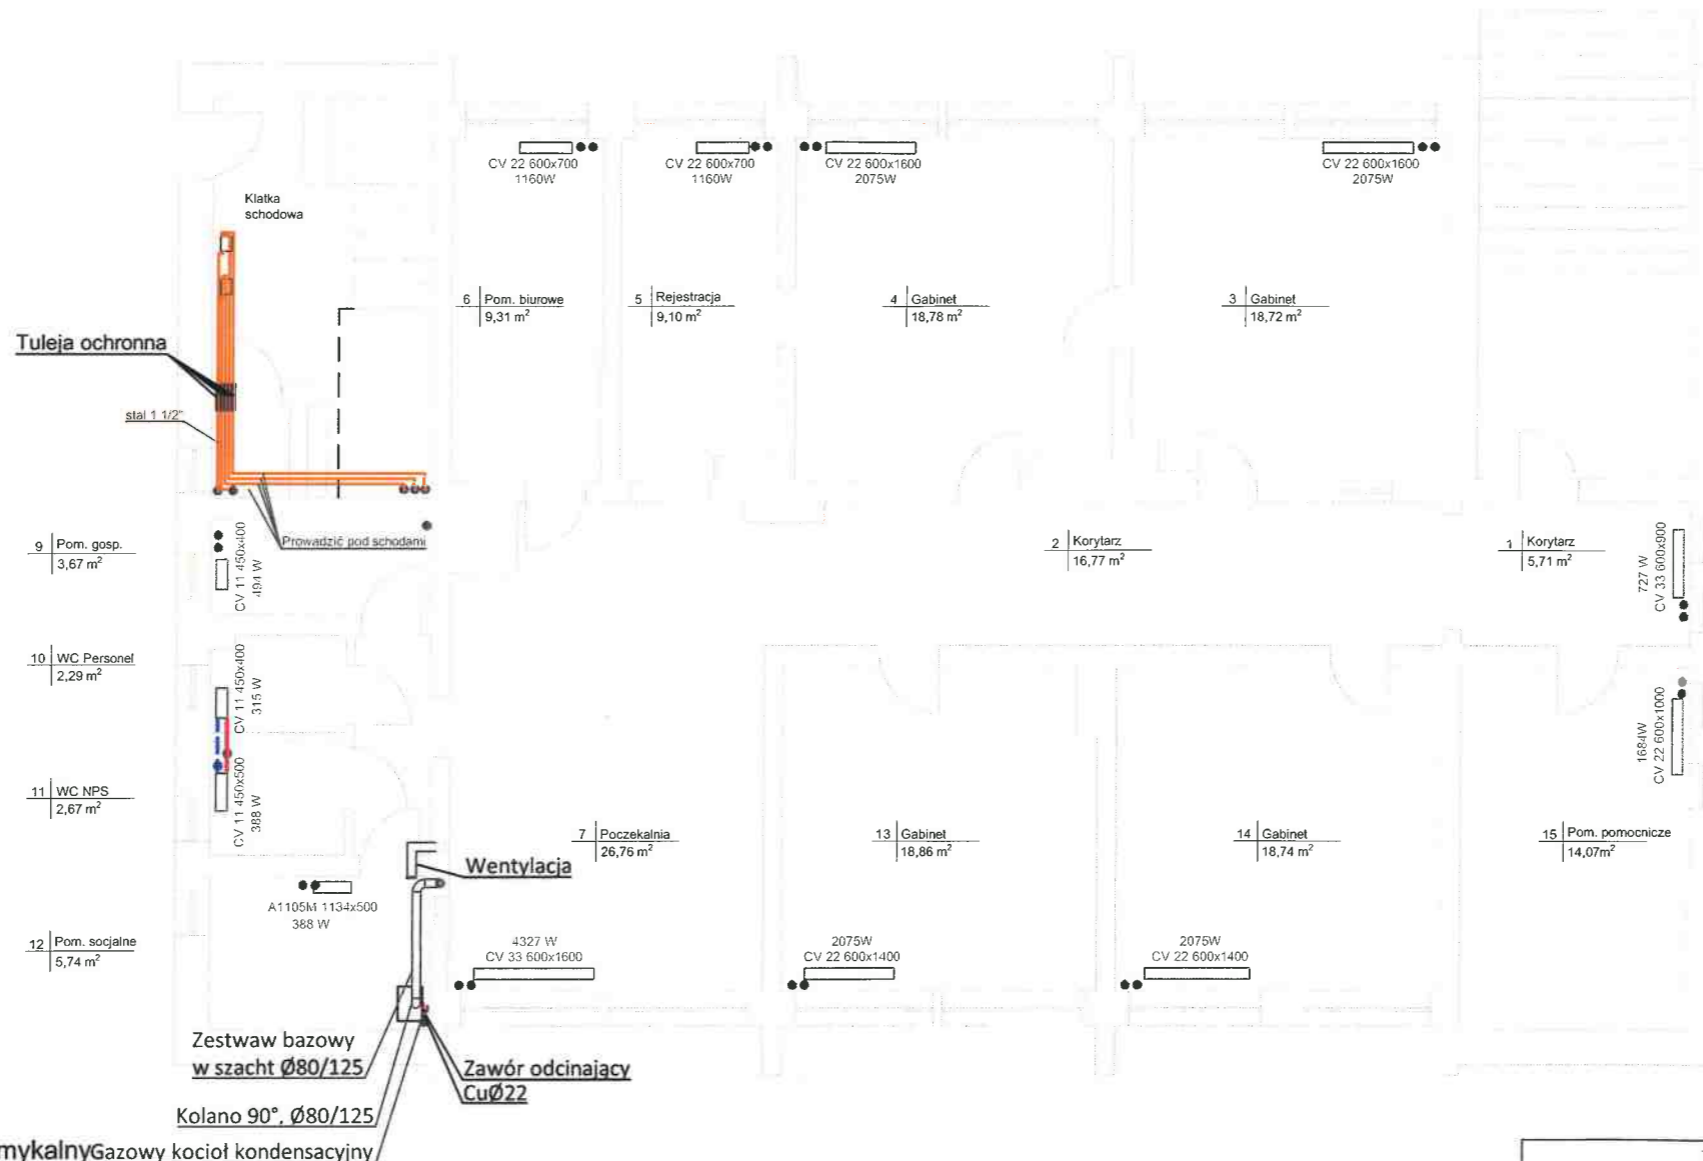 CV 22 600x700
1160W
CV 22 600x700
1160W
CV 22 600x1600
2075W
CV 22 600x1600
2075W
Klatka
schodowa
6 Pom. biurowe
9,31 m²
5 Rejestracja
9,10 m²
4 Gabinet
18,78 m²
3 Gabinet
18,72 m²
Tuleja ochronna
stal 1 1/2"
Prowadzić pod schodami
9 Pom. gosp.
3,67 m²
CV 11 450x400
494 W
2 Korytarz
16,77 m²
1 Korytarz
5,71 m²
727 W
CV 33 600x900
10 WC Personel
2,29 m²
CV 11 450x400
315 W
1684W
CV 22 600x1000
11 WC NPS
2,67 m²
CV 11 450x500
388 W
7 Poczekalnia
26,76 m²
13 Gabinet
18,86 m²
14 Gabinet
18,74 m²
15 Pom. pomocnicze
14,07m²
Wentylacja
A1105M 1134x500
388 W
12 Pom. socjalne
5,74 m²
4327 W
CV 33 600x1600
2075W
CV 22 600x1400
2075W
CV 22 600x1400
Zestwaw bazowy
w szacht Ø80/125
Zawór odcinający
CuØ22
Kolano 90°, Ø80/125
mykalnyGazowy kocioł kondensacyjny